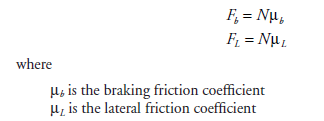 F_b = Nμ_b
F_L = Nμ_L
where
μ_b is the braking friction coefficient
μ_L is the lateral friction coefficient